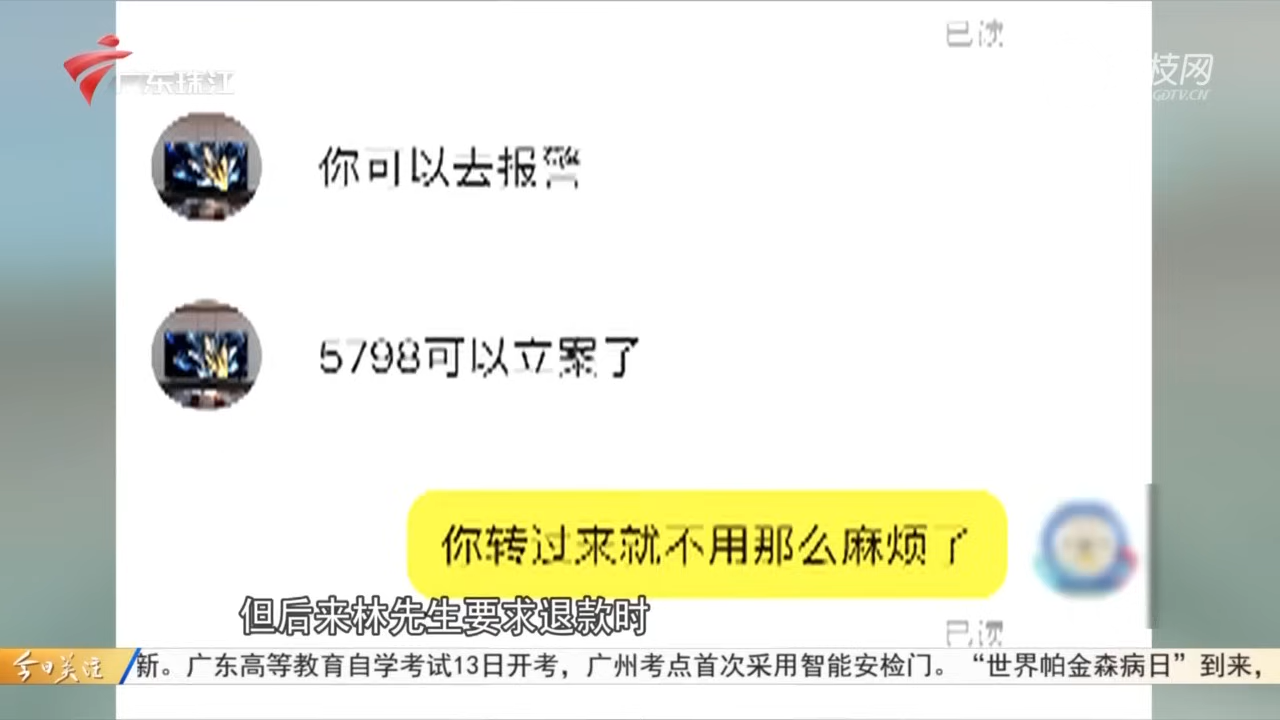 已读
广东珠江
枝网
GDTV.CN
你可以去报警
5798可以立案了
你转过来就不用那么麻烦了
但后来林先生要求退款时
已读
今日关注
新。广东高等教育自学考试13日开考，广州考点首次采用智能安检门。“世界帕金森病日”到来，